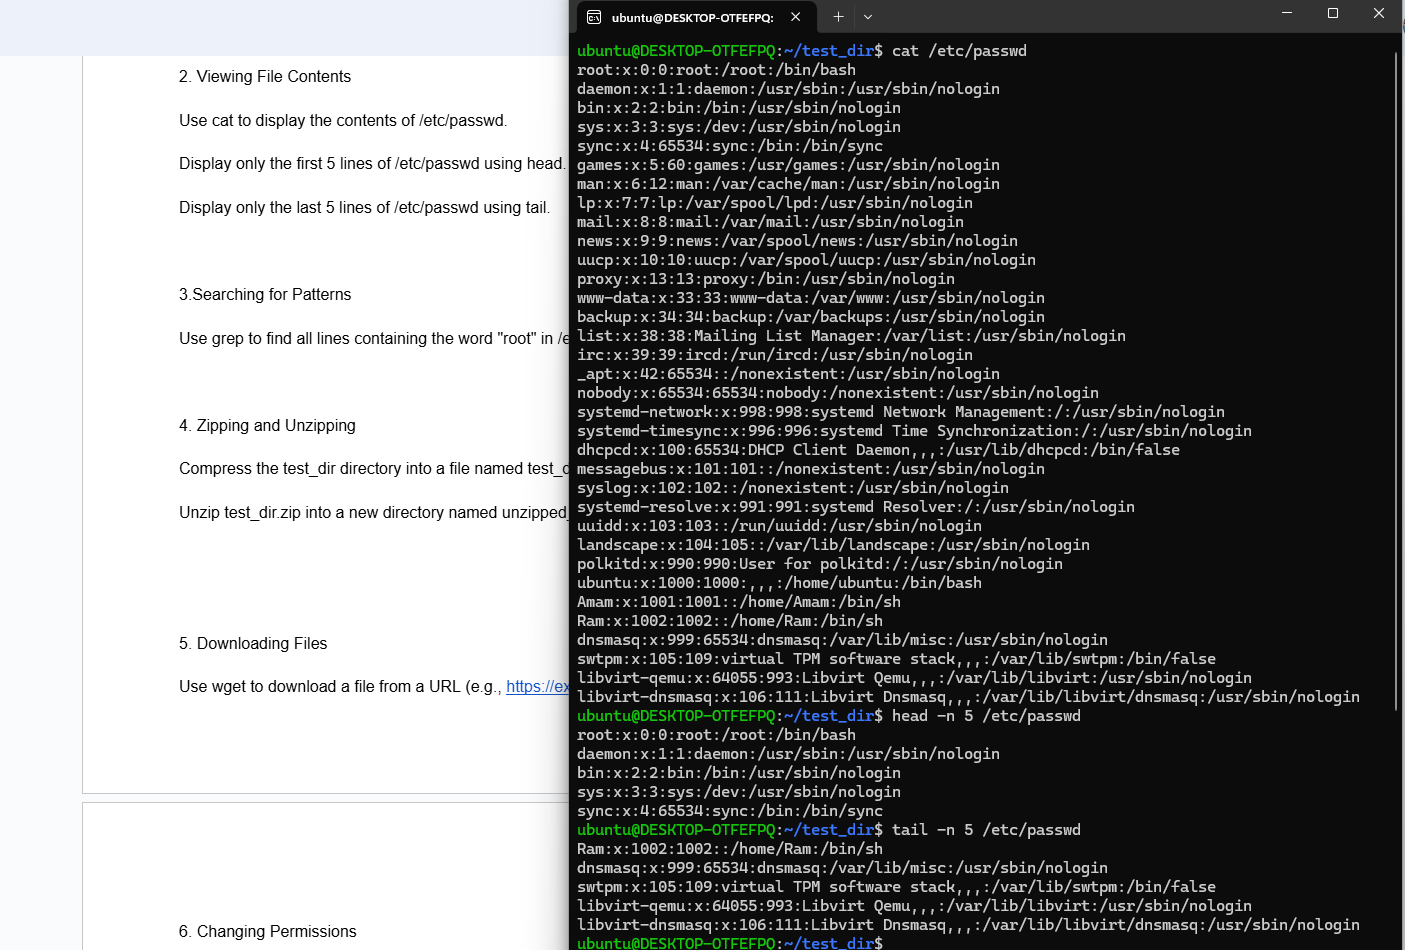 2. Viewing File Contents
Use cat to display the contents of /etc/passwd.
Display only the first 5 lines of /etc/passwd using head.
Display only the last 5 lines of /etc/passwd using tail.
3.Searching for Patterns
Use grep to find all lines containing the word "root" in /e
4. Zipping and Unzipping
Compress the test_dir directory into a file named test_d
Unzip test_dir.zip into a new directory named unzipped_
5. Downloading Files
Use wget to download a file from a URL (e.g., https://ex
6. Changing Permissions
ubuntu@DESKTOP-OTFEFPQ:
ubuntu@DESKTOP-OTFEFPQ:~/test_dir$ cat /etc/passwd
root:x:0:0:root:/root:/bin/bash
daemon:x:1:1:daemon:/usr/sbin:/usr/sbin/nologin
bin:x:2:2:bin:/bin:/usr/sbin/nologin
sys:x:3:3:sys:/dev:/usr/sbin/nologin
sync:x:4:65534:sync:/bin:/bin/sync
games:x:5:60:games:/usr/games:/usr/sbin/nologin
man:x:6:12:man:/var/cache/man:/usr/sbin/nologin
lp:x:7:7:lp:/var/spool/lpd:/usr/sbin/nologin
mail:x:8:8:mail:/var/mail:/usr/sbin/nologin
news:x:9:9:news:/var/spool/news:/usr/sbin/nologin
uucp:x:10:10:uucp:/var/spool/uucp:/usr/sbin/nologin
proxy:x:13:13:proxy:/bin:/usr/sbin/nologin
www-data:x:33:33:www-data:/var/www:/usr/sbin/nologin
backup:x:34:34:backup:/var/backups:/usr/sbin/nologin
list:x:38:38:Mailing List Manager:/var/list:/usr/sbin/nologin
irc:x:39:39:ircd:/run/ircd:/usr/sbin/nologin
_apt:x:42:65534::/nonexistent:/usr/sbin/nologin
nobody:x:65534:65534:nobody:/nonexistent:/usr/sbin/nologin
systemd-network:x:998:998:systemd Network Management:/:/usr/sbin/nologin
systemd-timesync:x:996:996:systemd Time Synchronization:/:/usr/sbin/nologin
dhcpcd:x:100:65534:DHCP Client Daemon,,,:/usr/lib/dhcpcd:/bin/false
messagebus:x:101:101::/nonexistent:/usr/sbin/nologin
syslog:x:102:102::/nonexistent:/usr/sbin/nologin
systemd-resolve:x:991:991:systemd Resolver:/:/usr/sbin/nologin
uuidd:x:103:103::/run/uuidd:/usr/sbin/nologin
landscape:x:104:105::/var/lib/landscape:/usr/sbin/nologin
polkitd:x:990:990:User for polkitd:/:/usr/sbin/nologin
ubuntu:x:1000:1000:,,,:/home/ubuntu:/bin/bash
Amam:x:1001:1001::/home/Amam:/bin/sh
Ram:x:1002:1002::/home/Ram:/bin/sh
dnsmasq:x:999:65534:dnsmasq:/var/lib/misc:/usr/sbin/nologin
swtpm:x:105:109:virtual TPM software stack,,,:/var/lib/swtpm:/bin/false
libvirt-qemu:x:64055:993:Libvirt Qemu,,,:/var/lib/libvirt:/usr/sbin/nologin
libvirt-dnsmasq:x:106:111:Libvirt Dnsmasq,,,:/var/lib/libvirt/dnsmasq:/usr/sbin/nologin
ubuntu@DESKTOP-OTFEFPQ:~/test_dir$ head -n 5 /etc/passwd
root:x:0:0:root:/root:/bin/bash
daemon:x:1:1:daemon:/usr/sbin:/usr/sbin/nologin
bin:x:2:2:bin:/bin:/usr/sbin/nologin
sys:x:3:3:sys:/dev:/usr/sbin/nologin
sync:x:4:65534:sync:/bin:/bin/sync
ubuntu@DESKTOP-OTFEFPQ:~/test_dir$ tail -n 5 /etc/passwd
Ram:x:1002:1002::/home/Ram:/bin/sh
dnsmasq:x:999:65534:dnsmasq:/var/lib/misc:/usr/sbin/nologin
swtpm:x:105:109:virtual TPM software stack,,,:/var/lib/swtpm:/bin/false
libvirt-qemu:x:64055:993:Libvirt Qemu,,,:/var/lib/libvirt:/usr/sbin/nologin
libvirt-dnsmasq:x:106:111:Libvirt Dnsmasq,,,:/var/lib/libvirt/dnsmasq:/usr/sbin/nologin
ubuntu@DESKTOP-OTFEFPQ:~/test_dir$